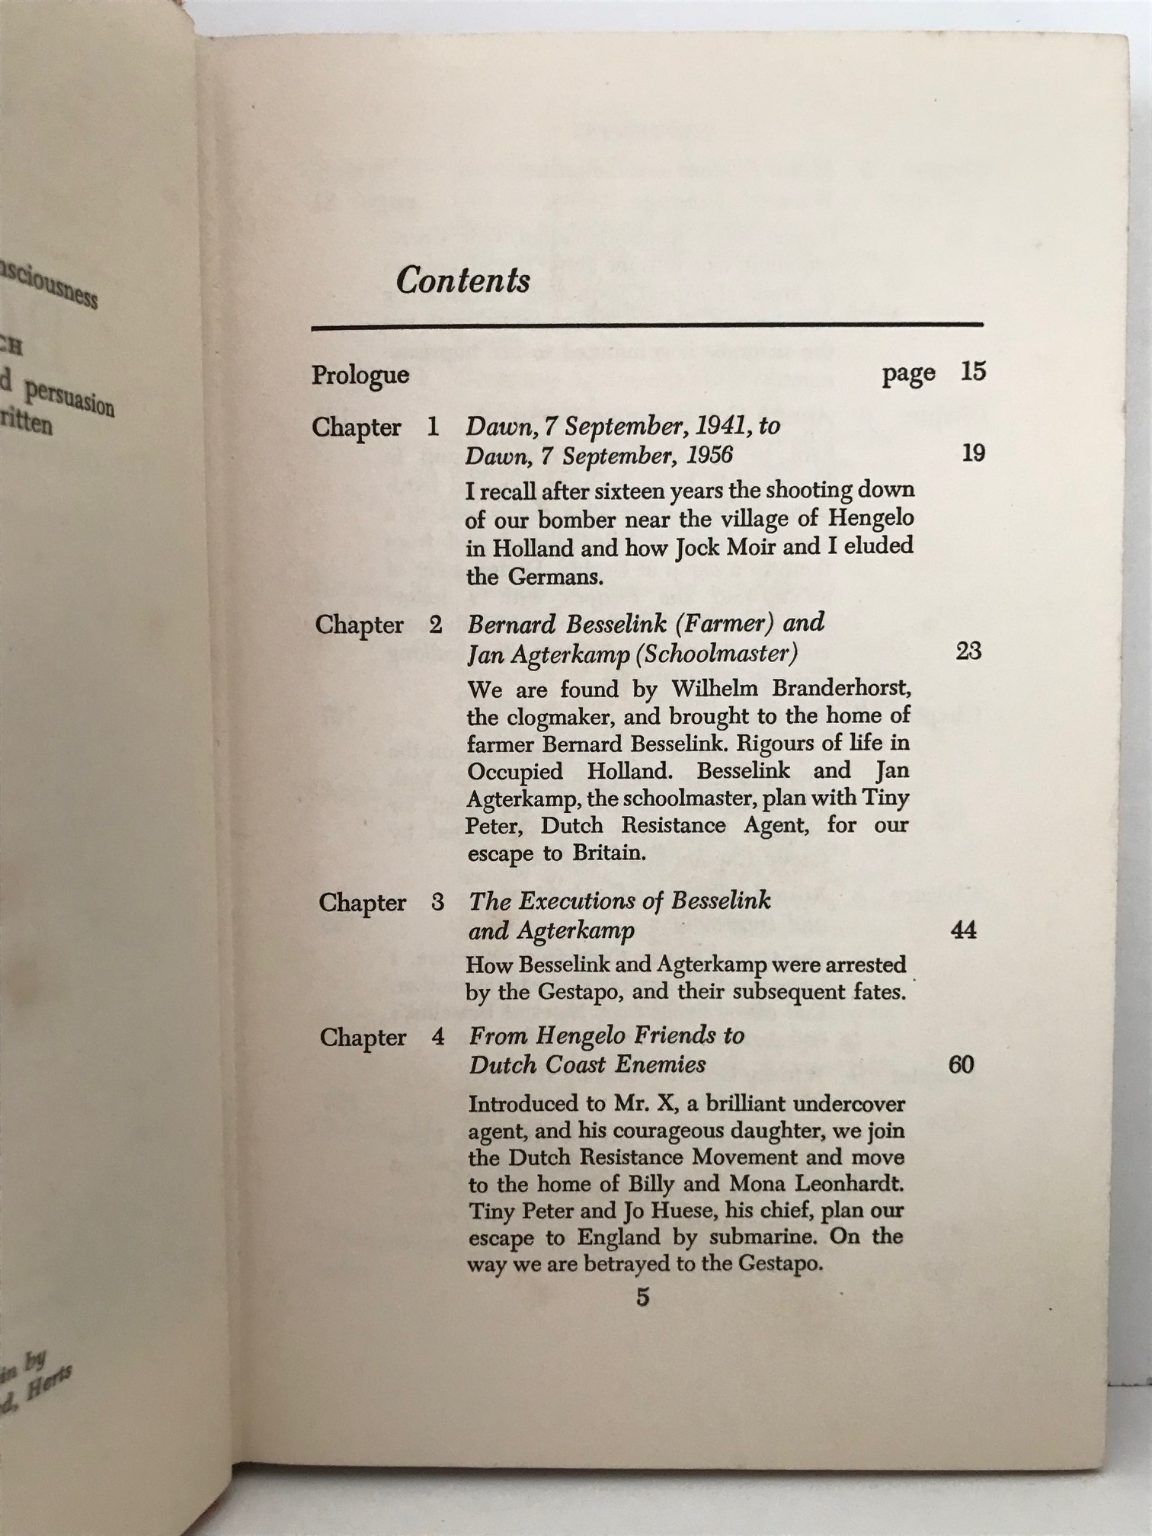 nsciousness
CH
d persuasion
ritten
in by
d, Herts
Contents
Prologue page 15
Chapter 1 Dawn, 7 September, 1941, to
Dawn, 7 September, 1956 19
I recall after sixteen years the shooting down
of our bomber near the village of Hengelo
in Holland and how Jock Moir and I eluded
the Germans.
Chapter 2 Bernard Besselink (Farmer) and
Jan Agterkamp (Schoolmaster) 23
We are found by Wilhelm Branderhorst,
the clogmaker, and brought to the home of
farmer Bernard Besselink. Rigours of life in
Occupied Holland. Besselink and Jan
Agterkamp, the schoolmaster, plan with Tiny
Peter, Dutch Resistance Agent, for our
escape to Britain.
Chapter 3 The Executions of Besselink
and Agterkamp 44
How Besselink and Agterkamp were arrested
by the Gestapo, and their subsequent fates.
Chapter 4 From Hengelo Friends to
Dutch Coast Enemies 60
Introduced to Mr. X, a brilliant undercover
agent, and his courageous daughter, we join
the Dutch Resistance Movement and move
to the home of Billy and Mona Leonhardt.
Tiny Peter and Jo Huese, his chief, plan our
escape to England by submarine. On the
way we are betrayed to the Gestapo.
5